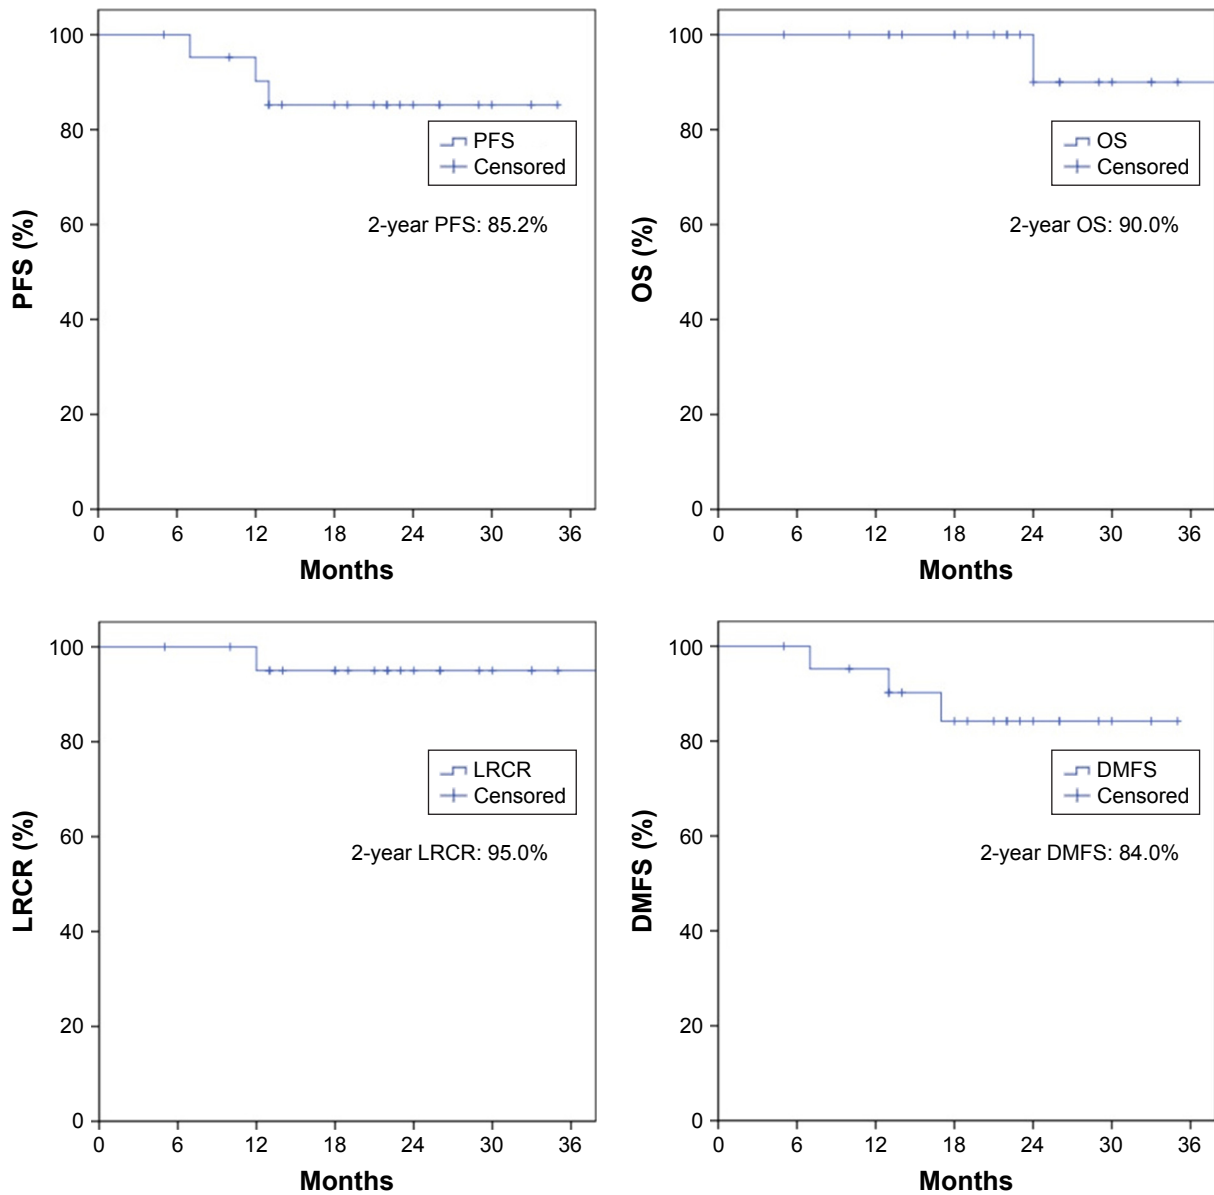 100
80
60
40
20
0
PFS (%)
PFS
Censored
2-year PFS: 85.2%
0 6 12 18 24 30 36
Months
100
80
60
40
20
0
OS (%)
OS
Censored
2-year OS: 90.0%
0 6 12 18 24 30 36
Months
100
80
60
40
20
0
LRCR (%)
LRCR
Censored
2-year LRCR: 95.0%
0 6 12 18 24 30 36
Months
100
80
60
40
20
0
DMFS (%)
DMFS
Censored
2-year DMFS: 84.0%
0 6 12 18 24 30 36
Months